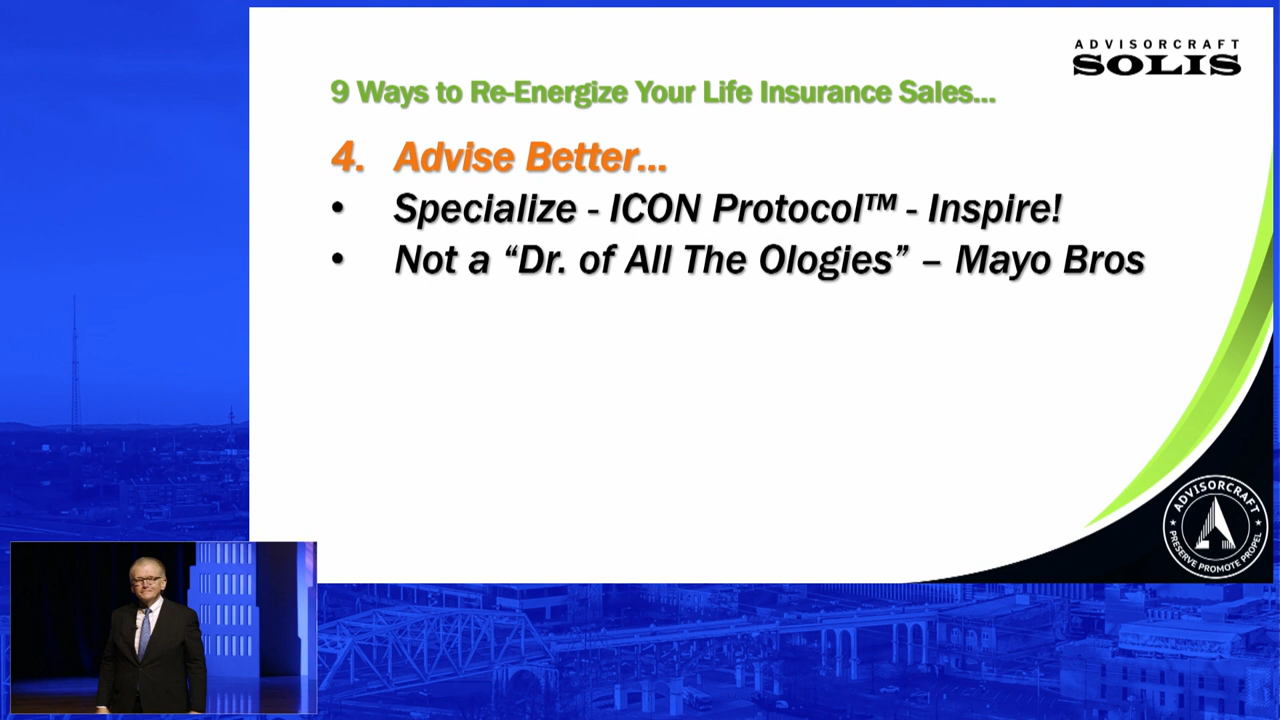 ADVISORCRAFT
SOLIS
9 Ways to Re-Energize Your Life Insurance Sales...
4. Advise Better...
• Specialize - ICON Protocol™ - Inspire!
• Not a “Dr. of All The Ologies” – Mayo Bros
ADVISORCRAFT
PRESERVE PROMOTE PROPEL